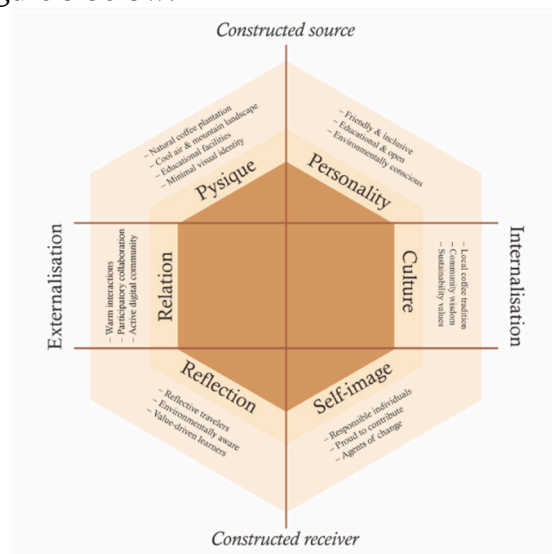 Constructed source
– Natural coffee plantation
– Cool air & mountain landscape
– Educational facilities
– Minimal visual identity
Pysique
– Friendly & inclusive
– Educational & open
– Environmentally conscious
Personality
Externalisation
– Warm interactions
– Participatory collaboration
– Active digital community
Relation
Culture
– Local coffee tradition
– Community wisdom
– Sustainability values
Internalisation
Reflection
– Reflective travelers
– Environmentally aware
– Value-driven learners
Self-image
– Responsible individuals
– Proud to contribute
– Agents of change
Constructed receiver